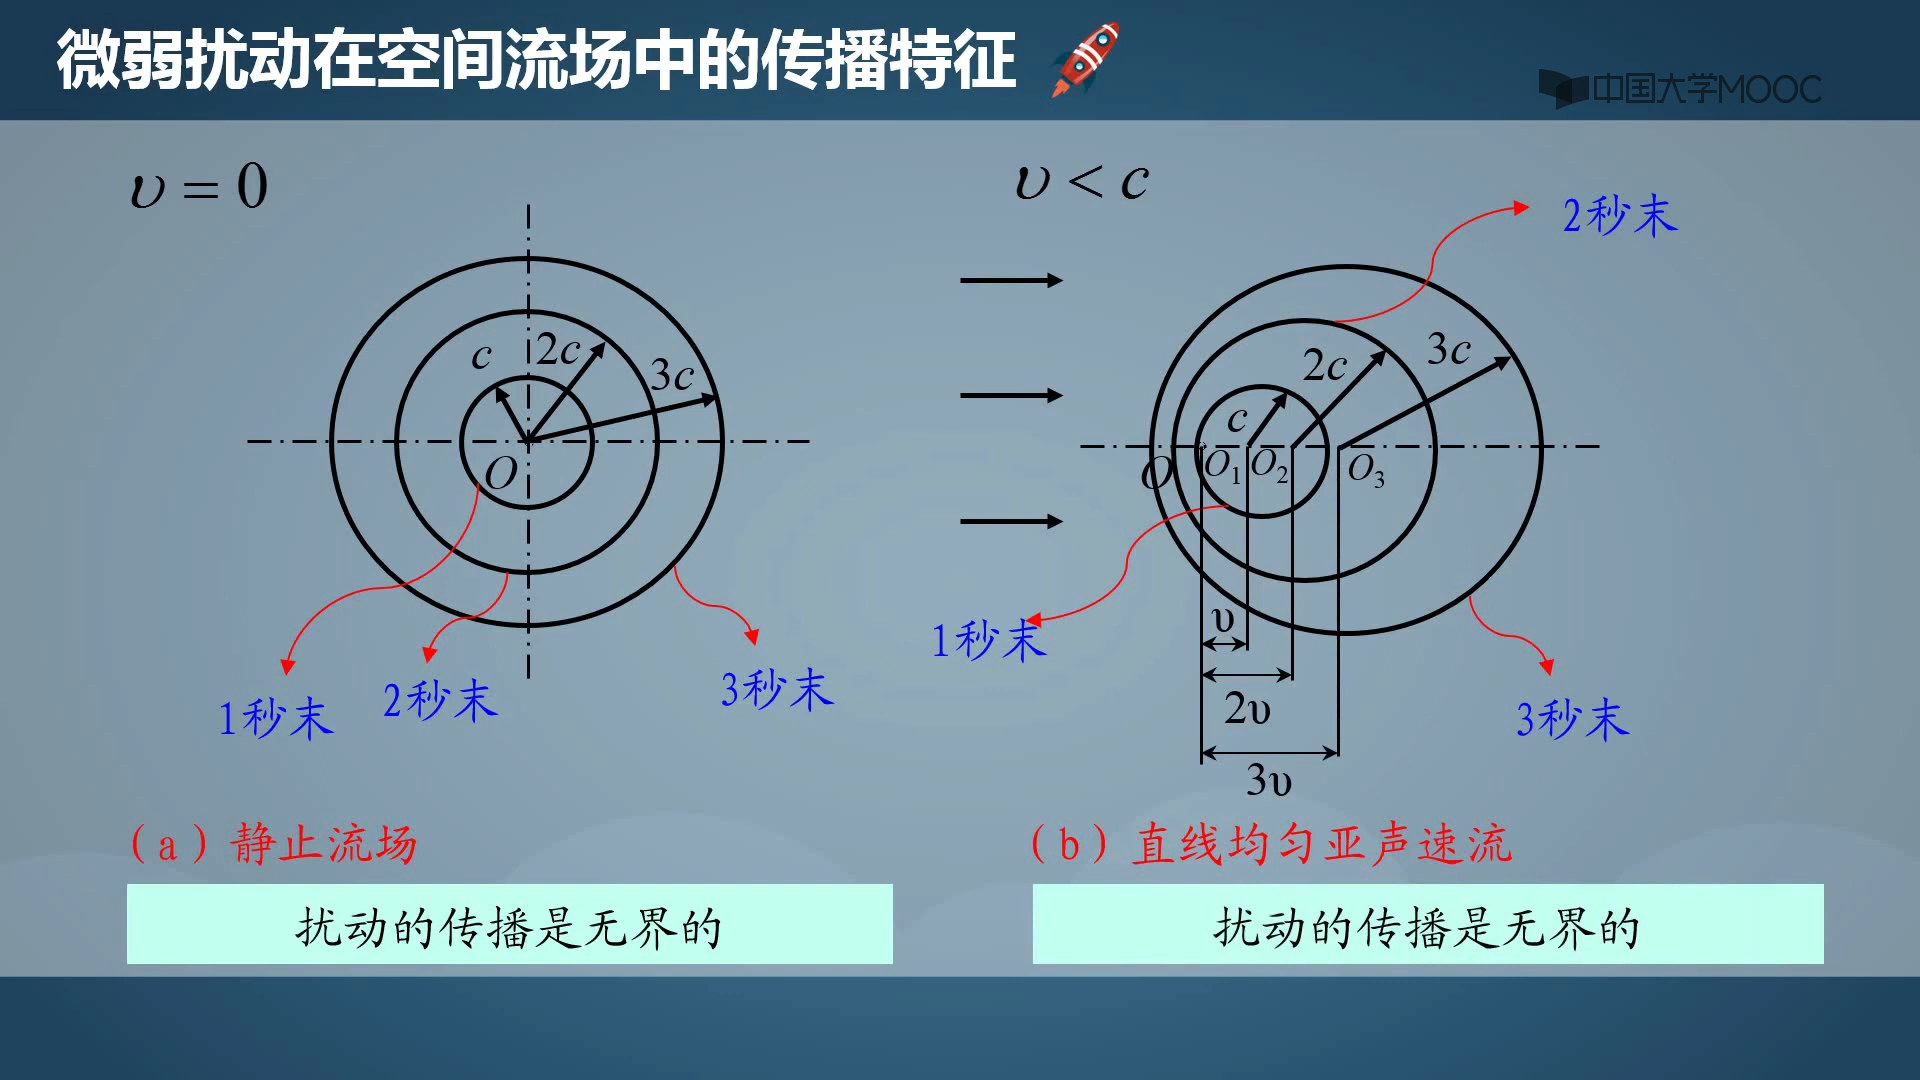 微弱扰动在空间流场中的传播特征
中国大学MOOC
υ = 0
υ < c
2秒末
c
2c
3c
O
2c
3c
c
O
O₁
O₂
O₃
υ
2υ
3υ
1秒末
2秒末
3秒末
1秒末
3秒末
（a）静止流场
（b）直线均匀亚声速流
扰动的传播是无界的
扰动的传播是无界的